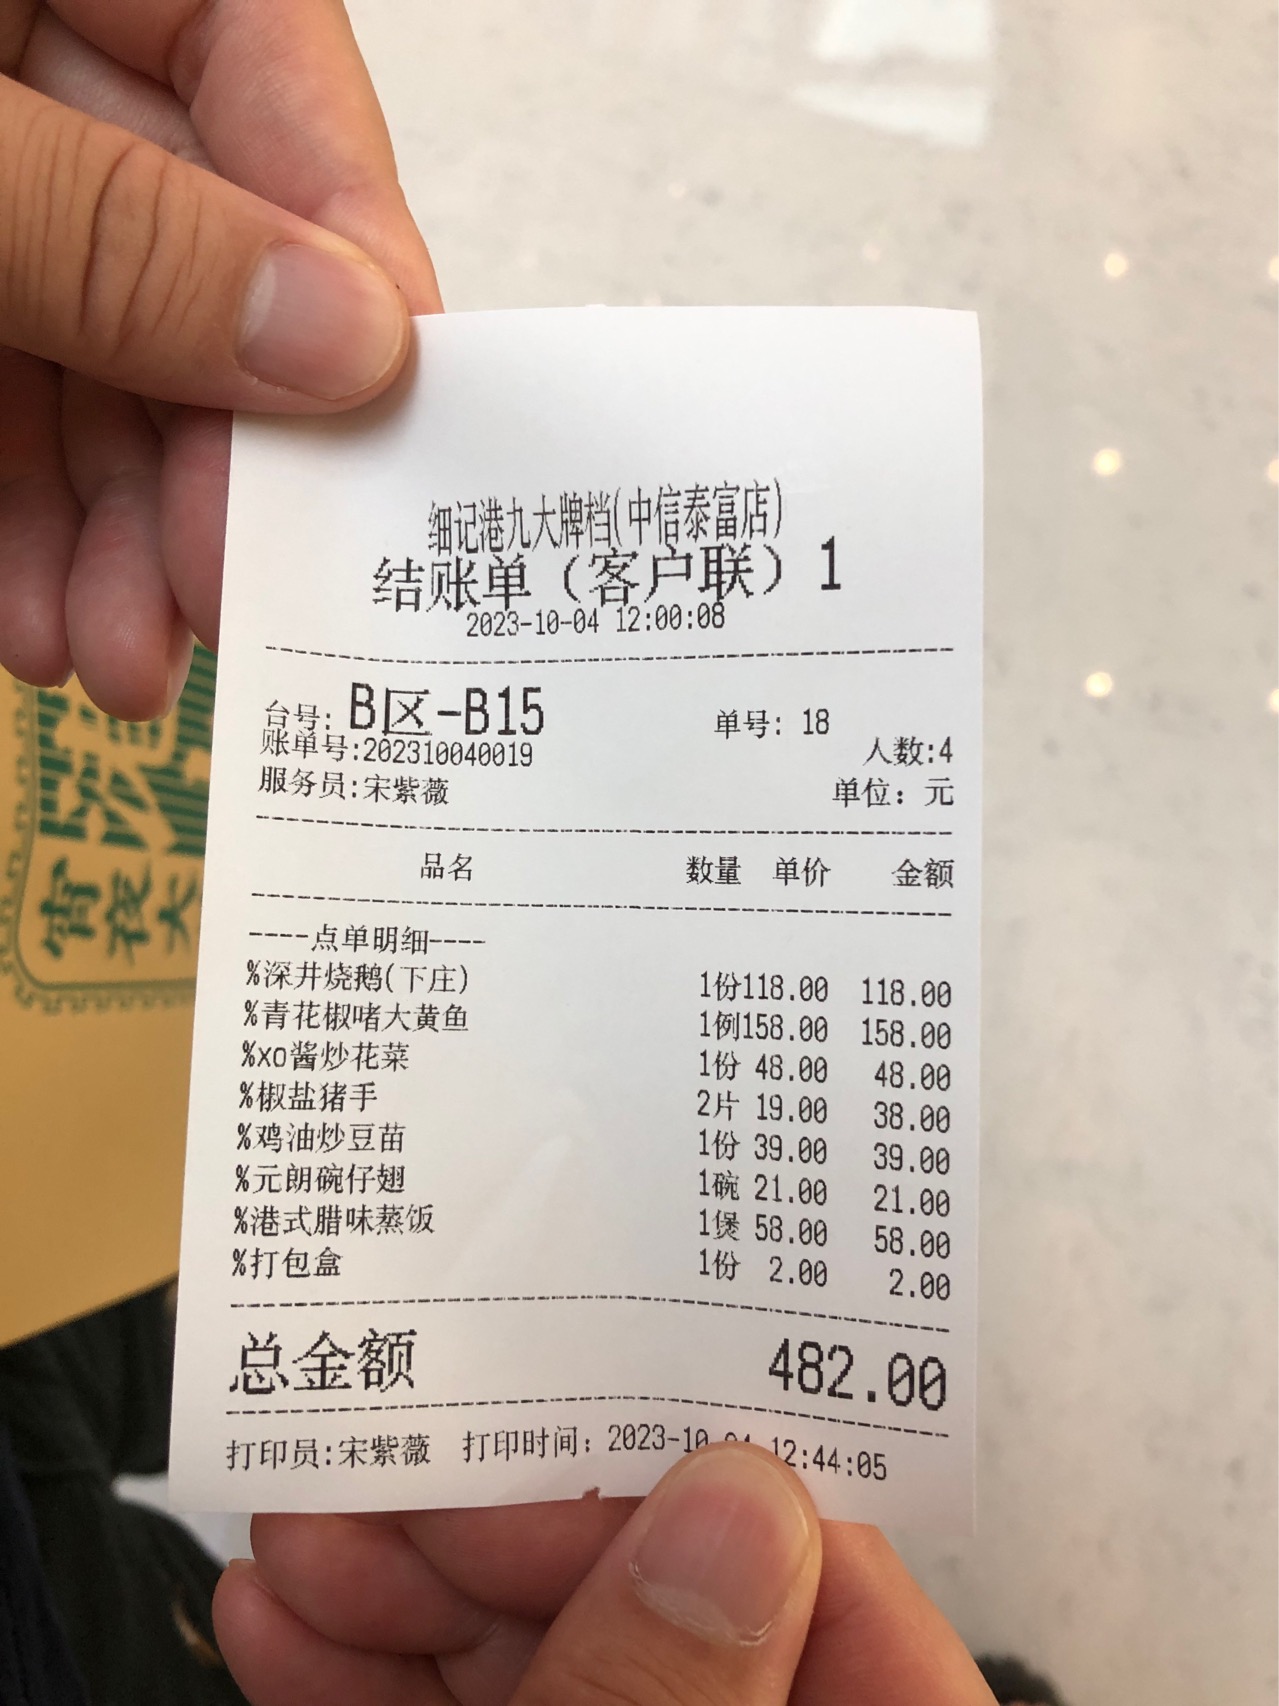 细记港九大牌档(中信泰富店)
结账单（客户联）1
2023-10-04 12:00:08
台号: B区-B15 单号: 18
账单号:202310040019 人数:4
服务员:宋紫薇 单位：元
品名 数量 单价 金额
----点单明细----
%深井烧鹅(下庄) 1份118.00 118.00
%青花椒啫大黄鱼 1例158.00 158.00
%xo酱炒花菜 1份 48.00 48.00
%椒盐猪手 2片 19.00 38.00
%鸡油炒豆苗 1份 39.00 39.00
%元朗碗仔翅 1碗 21.00 21.00
%港式腊味蒸饭 1煲 58.00 58.00
%打包盒 1份 2.00 2.00
总金额 482.00
打印员:宋紫薇 打印时间: 2023-10 12:44:05
宵夜大